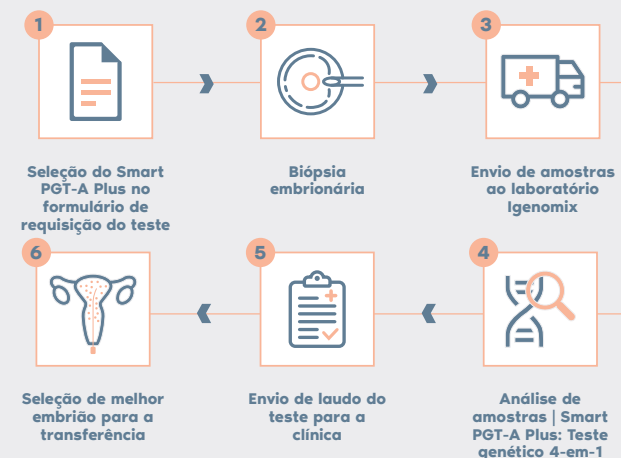 1
Seleção do Smart
PGT-A Plus no
formulário de
requisição do teste
2
Biópsia
embrionária
3
Envio de amostras
ao laboratório
Igenomix
4
Análise de
amostras | Smart
PGT-A Plus: Teste
genético 4-em-1
5
Envio de laudo do
teste para a
clínica
6
Seleção de melhor
embrião para a
transferência